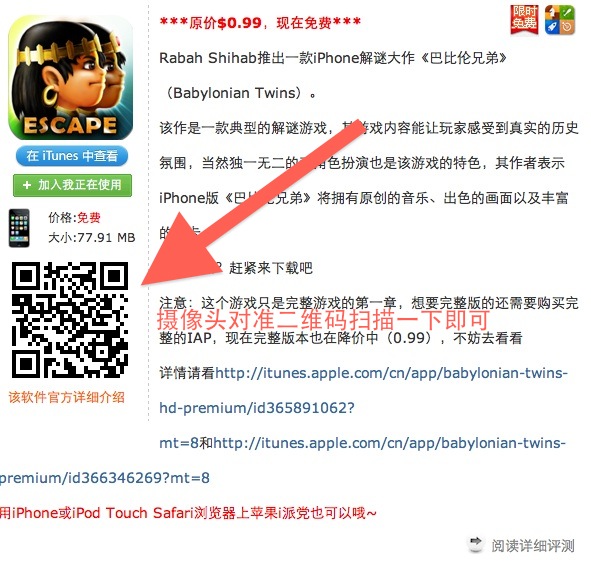 ESCAPE
在 iTunes 中查看
+ 加入我正在使用
价格:免费
大小:77.91 MB
该软件官方详细介绍
***原价$0.99，现在免费***
限时
免费
Rabah Shihab推出一款iPhone解谜大作《巴比伦兄弟》
（Babylonian Twins）。
该作是一款典型的解谜游戏，其游戏内容能让玩家感受到真实的历史
氛围，当然独一无二的角色扮演也是该游戏的特色，其作者表示
iPhone版《巴比伦兄弟》将拥有原创的音乐、出色的画面以及丰富
的
? 赶紧来下载吧
注意：这个游戏只是完整游戏的第一章，想要完整版的还需要购买完
摄像头对准二维码扫描一下即可
整的IAP，现在完整版本也在降价中（0.99），不妨去看看
详情请看http://itunes.apple.com/cn/app/babylonian-twins-
hd-premium/id365891062?
mt=8和http://itunes.apple.com/cn/app/babylonian-twins-
premium/id366346269?mt=8
用iPhone或iPod Touch Safari浏览器上苹果i派党也可以哦~
阅读详细评测